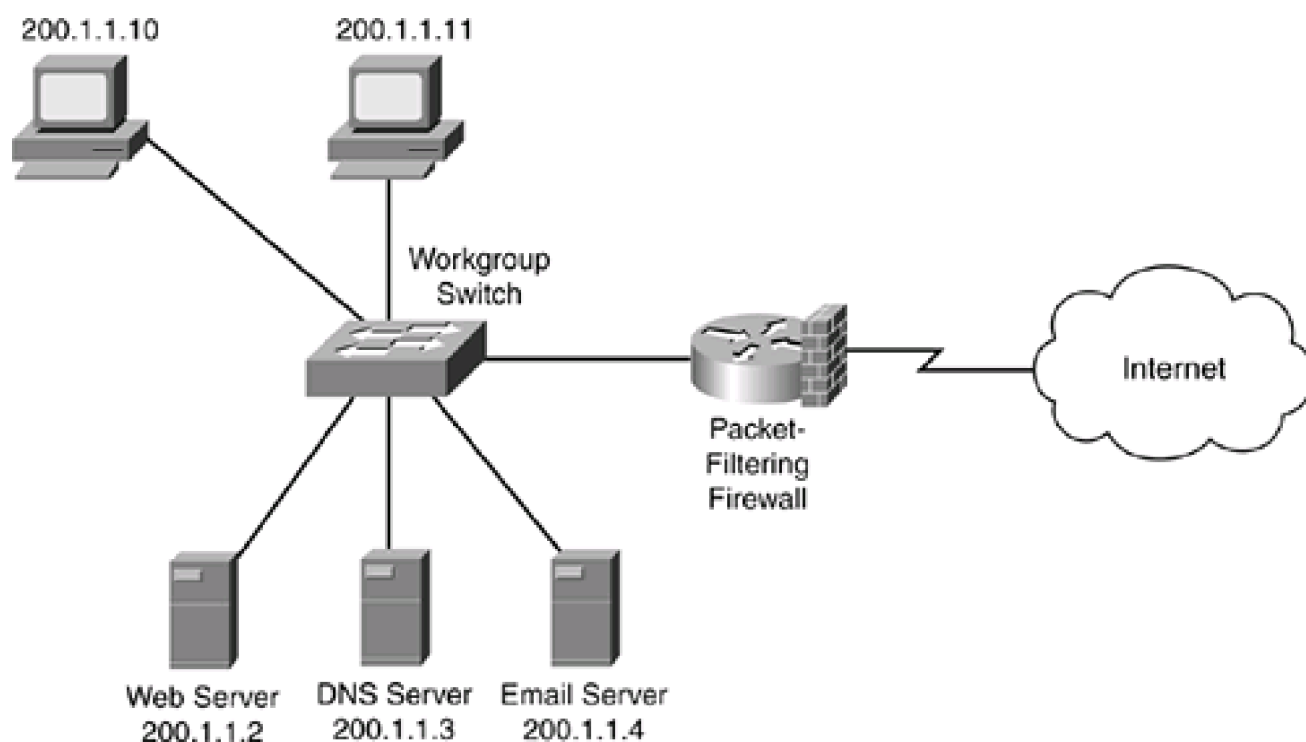 200.1.1.10
200.1.1.11
Workgroup
Switch
Packet-
Filtering
Firewall
Internet
Web Server
200.1.1.2
DNS Server
200.1.1.3
Email Server
200.1.1.4